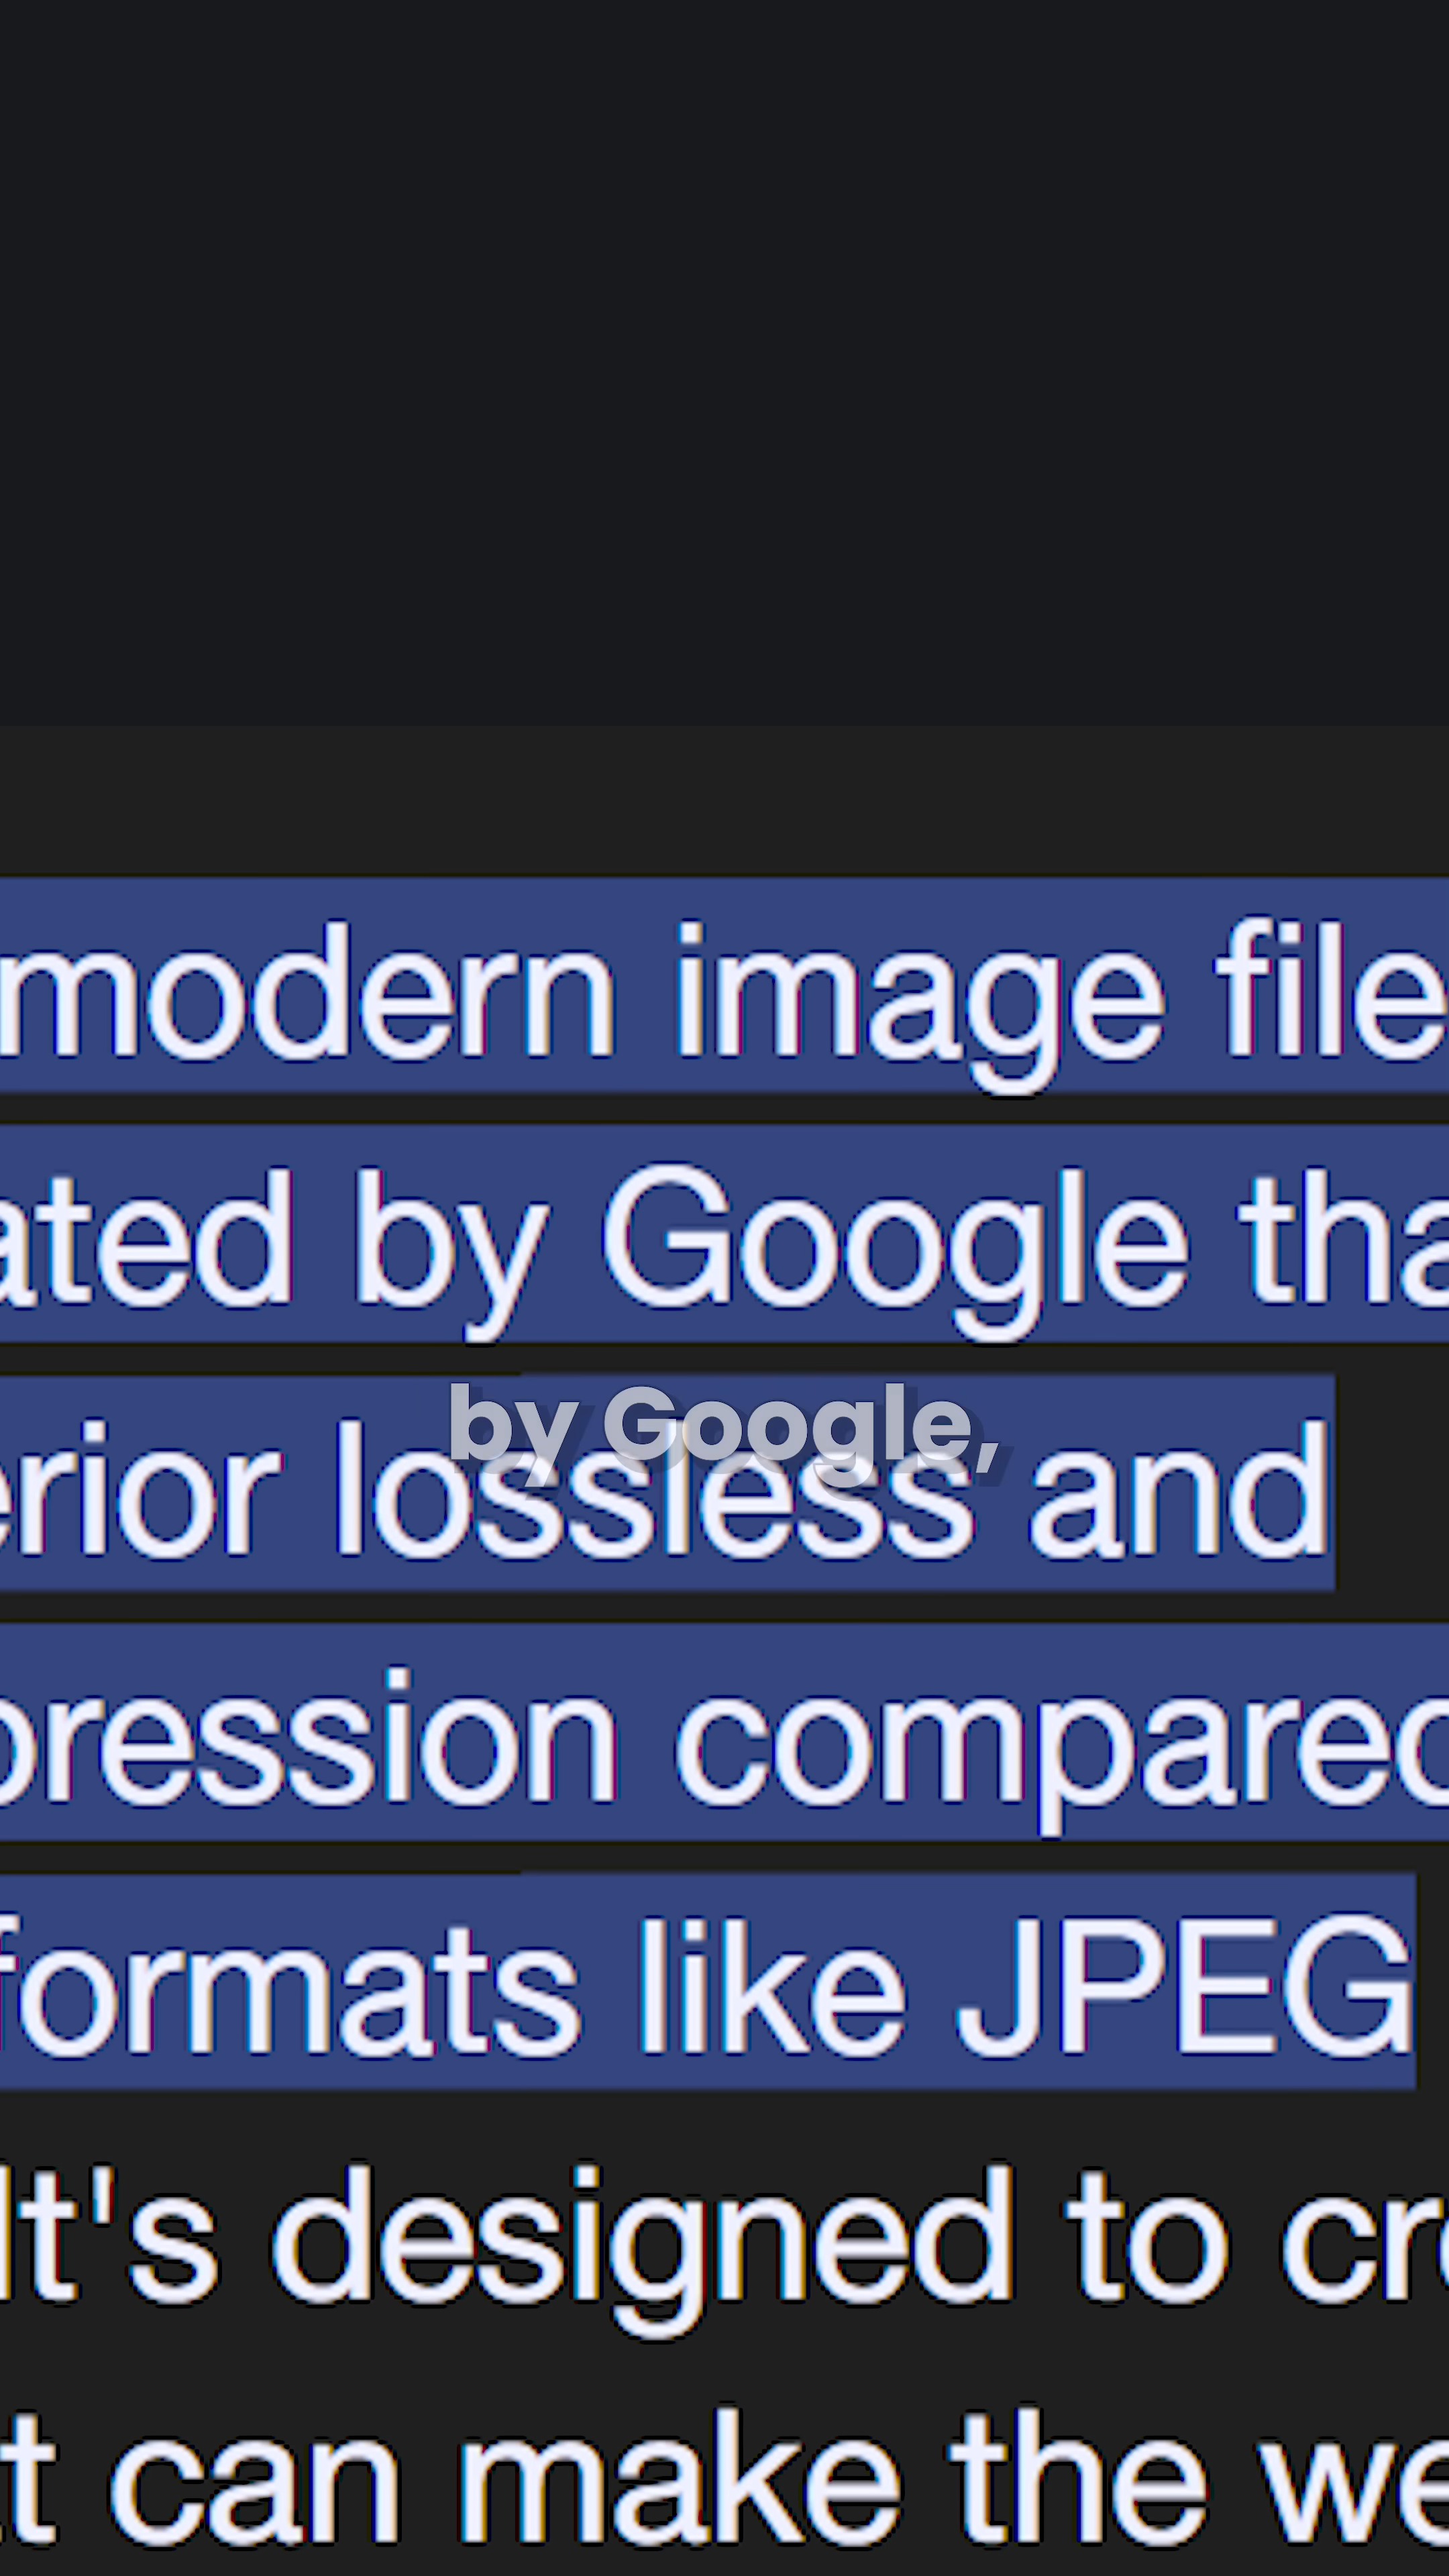 modern image file
ated by Google tha
by Google,
erior lossless and
pression compared
formats like JPEG
It's designed to cre
t can make the we